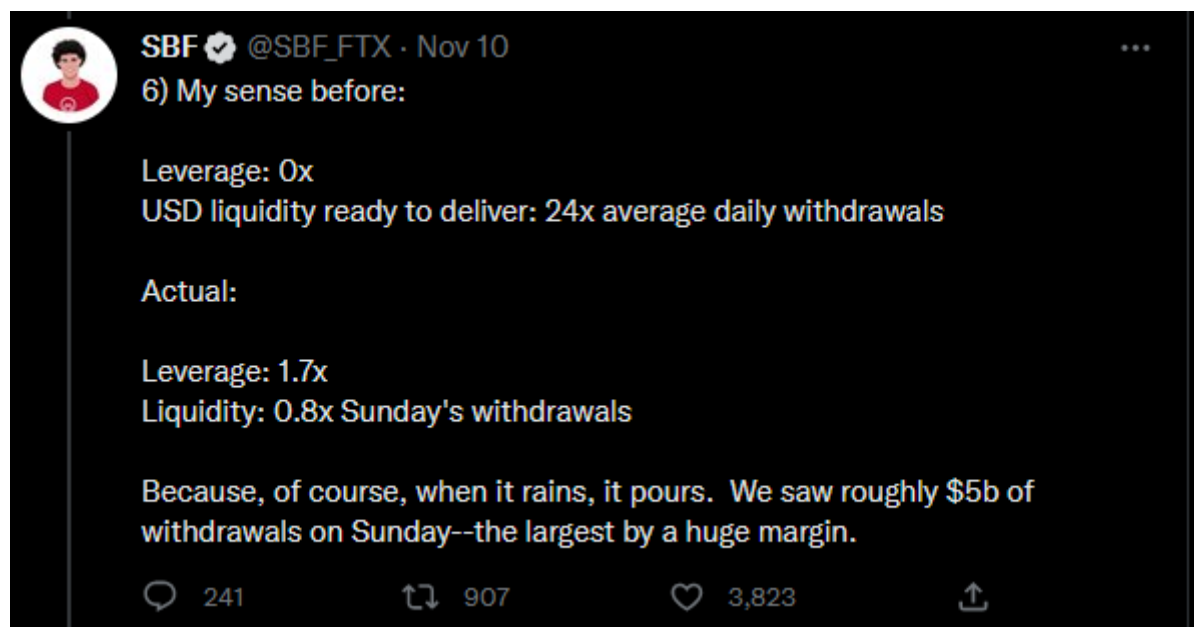 SBF @SBF_FTX · Nov 10
6) My sense before:
Leverage: 0x
USD liquidity ready to deliver: 24x average daily withdrawals
Actual:
Leverage: 1.7x
Liquidity: 0.8x Sunday's withdrawals
Because, of course, when it rains, it pours.  We saw roughly $5b of
withdrawals on Sunday--the largest by a huge margin.
241 907 3,823